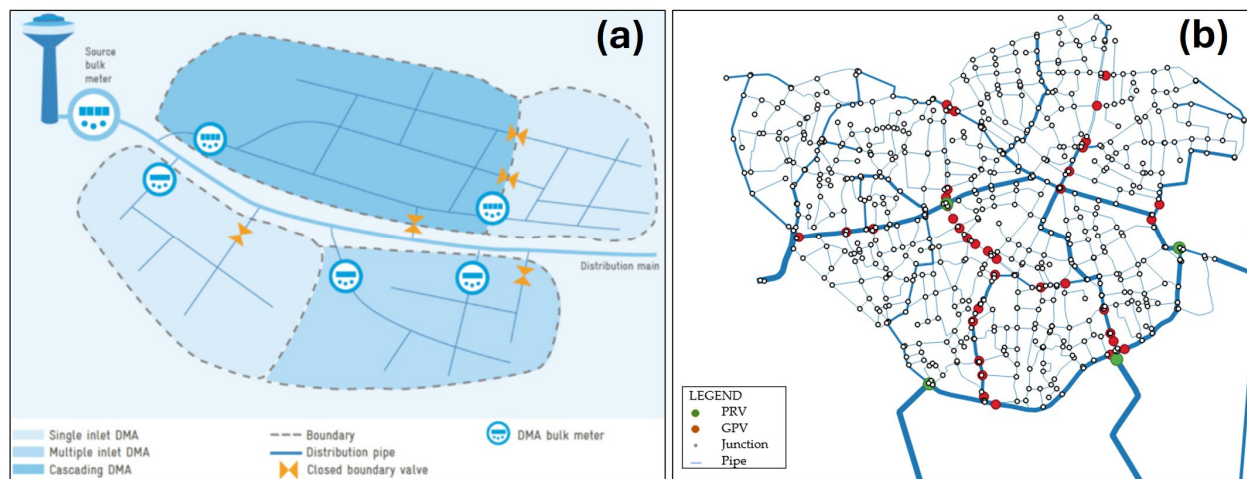 (a)
Source
bulk
meter
Distribution main
Single inlet DMA
Multiple inlet DMA
Cascading DMA
Boundary
Distribution pipe
Closed boundary valve
DMA bulk meter
(b)
LEGEND
PRV
GPV
Junction
Pipe